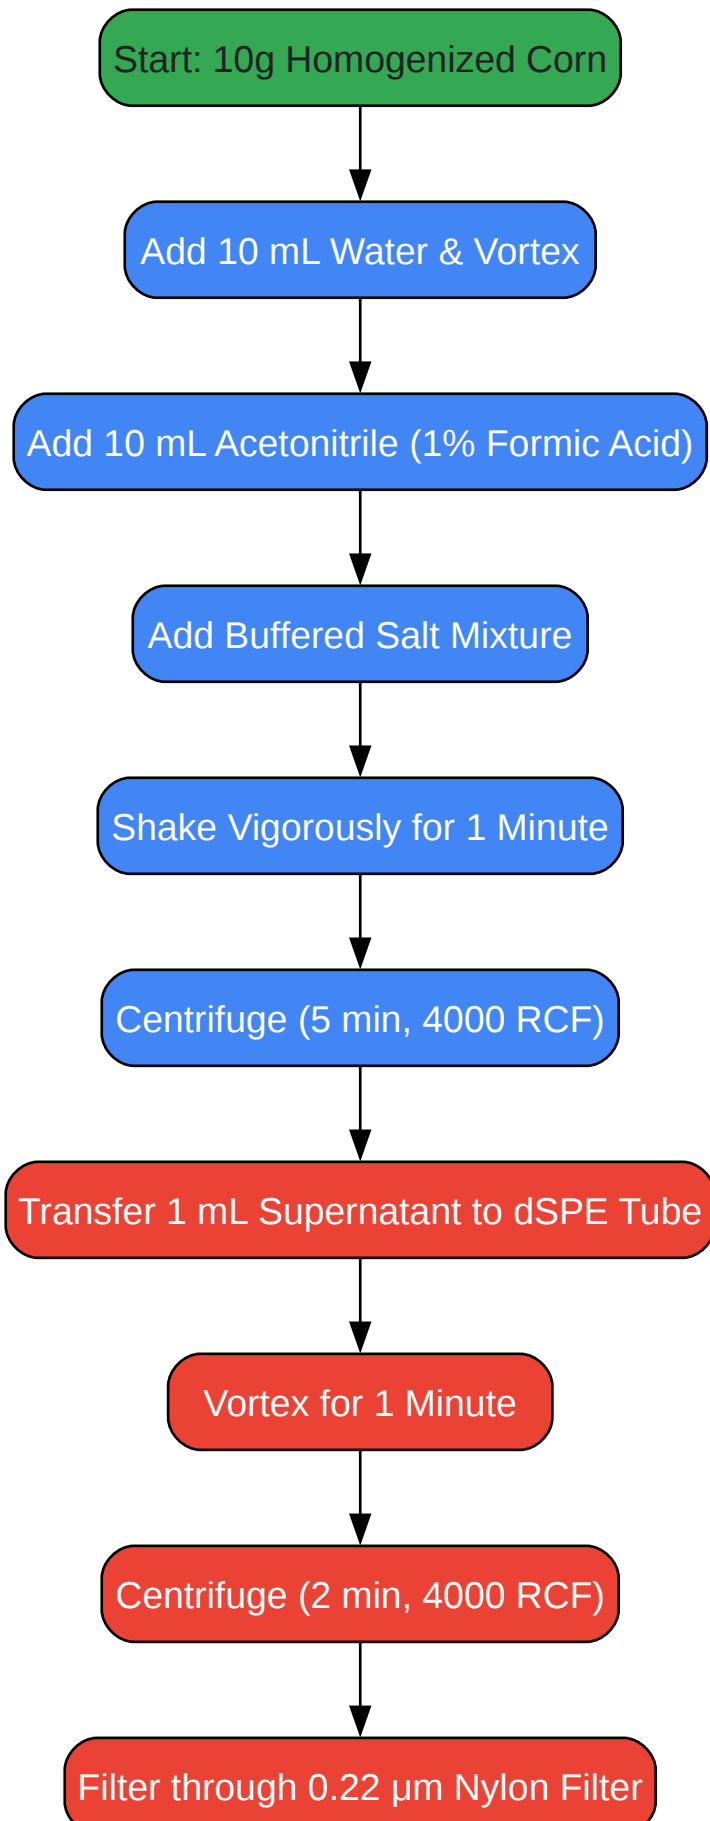 Start: 10g Homogenized Corn
Add 10 mL Water & Vortex
Add 10 mL Acetonitrile (1% Formic Acid)
Add Buffered Salt Mixture
Shake Vigorously for 1 Minute
Centrifuge (5 min, 4000 RCF)
Transfer 1 mL Supernatant to dSPE Tube
Vortex for 1 Minute
Centrifuge (2 min, 4000 RCF)
Filter through 0.22 μm Nylon Filter